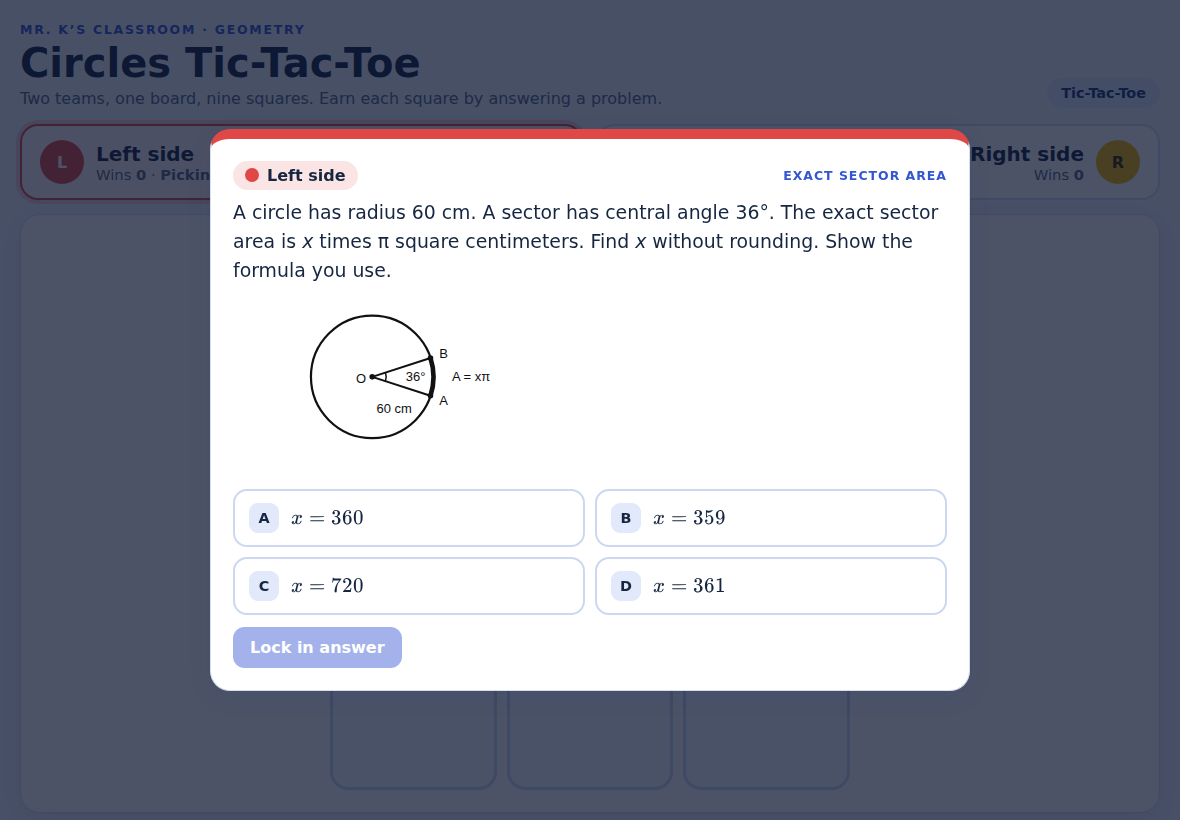 MR. K’S CLASSROOM · GEOMETRY
Circles Tic-Tac-Toe
Two teams, one board, nine squares. Earn each square by answering a problem.
Tic-Tac-Toe
L
Left side
Wins 0 · Pickin
Right side
Wins 0
R
Left side
EXACT SECTOR AREA
A circle has radius 60 cm. A sector has central angle 36°. The exact sector
area is x times π square centimeters. Find x without rounding. Show the
formula you use.
B
O
36°
A = xπ
A
60 cm
A x = 360
B x = 359
C x = 720
D x = 361
Lock in answer